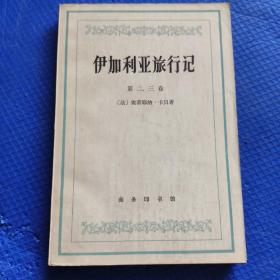 伊加利亚旅行记
第二、三卷
〔法〕埃蒂耶纳·卡贝著
商务印书馆